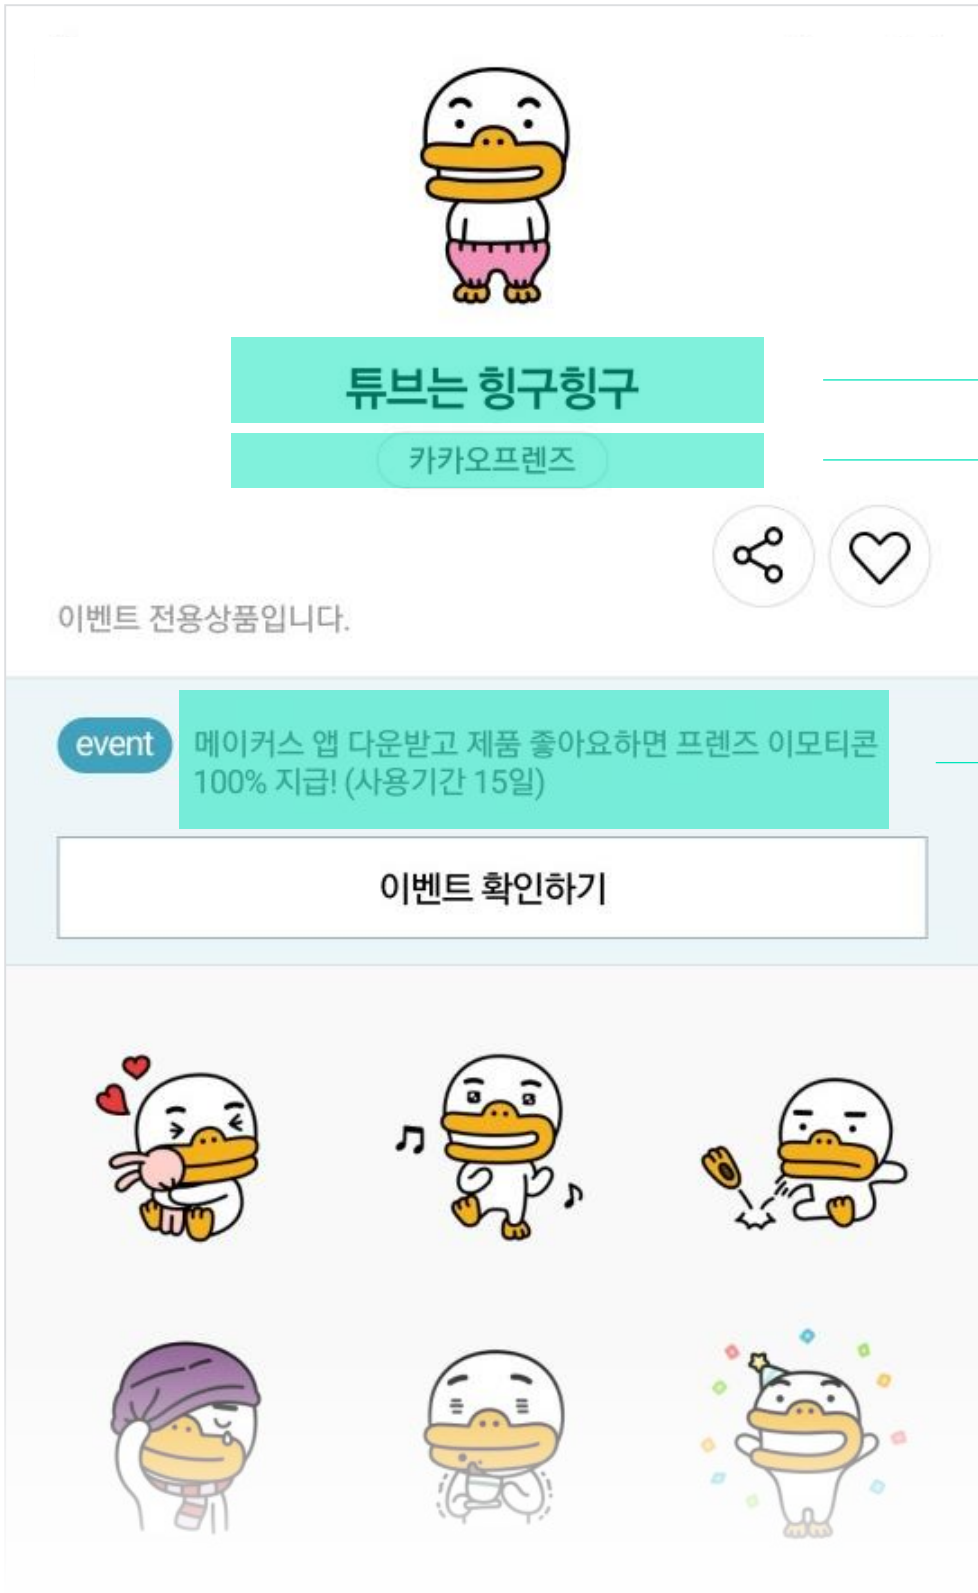 튜브는 힝구힝구
카카오프렌즈
이벤트 전용상품입니다.
event
메이커스 앱 다운받고 제품 좋아요하면 프렌즈 이모티콘
100% 지급! (사용기간 15일)
이벤트 확인하기